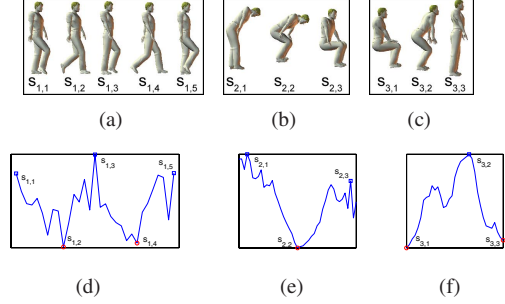 S1,1 S1,2 S1,3 S1,4 S1,5
S2,1 S2,2 S2,3
S3,1 S3,2 S3,3
(a) (b) (c)
s1,1 s1,2 s1,3 s1,4 s1,5
s2,1 s2,2 s2,3
s3,1 s3,2 s3,3
(d) (e) (f)